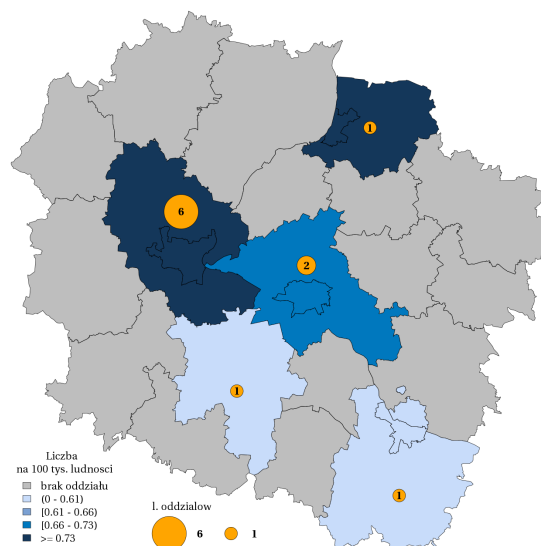 1
6
2
1
1
Liczba
na 100 tys. ludnosci
brak oddziału
(0 - 0.61)
[0.61 - 0.66)
[0.66 - 0.73)
>= 0.73
l. oddzialow
6
1